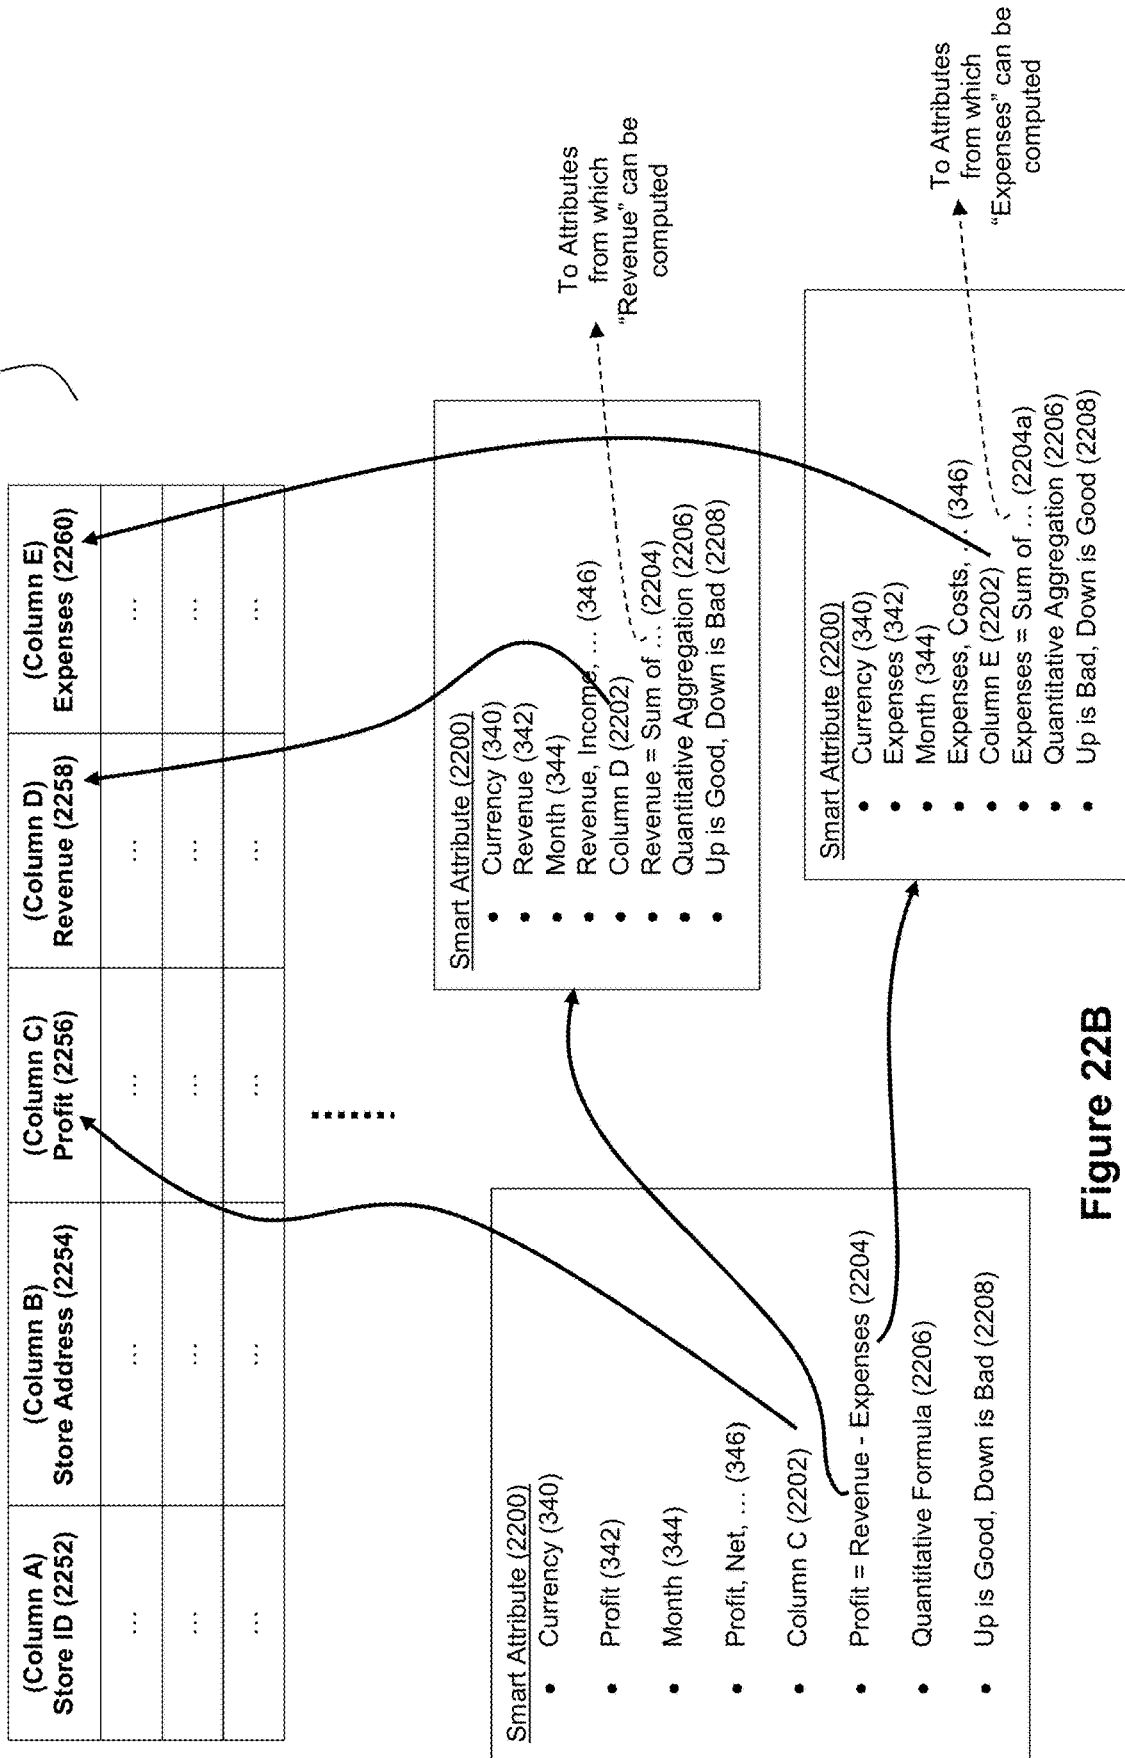 (Column A)
Store ID (2252)
(Column B)
Store Address (2254)
(Column C)
Profit (2256)
(Column D)
Revenue (2258)
(Column E)
Expenses (2260)
... ... ... ... ...
... ... ... ... ...
... ... ... ... ...
Smart Attribute (2200)
• Currency (340)
• Profit (342)
• Month (344)
• Profit, Net, ... (346)
• Column C (2202)
• Profit = Revenue - Expenses (2204)
• Quantitative Formula (2206)
• Up is Good, Down is Bad (2208)
Smart Attribute (2200)
• Currency (340)
• Revenue (342)
• Month (344)
• Revenue, Income, ... (346)
• Column D (2202)
• Revenue = Sum of ... (2204)
• Quantitative Aggregation (2206)
• Up is Good, Down is Bad (2208)
To Attributes
from which
"Revenue" can be
computed
Smart Attribute (2200)
• Currency (340)
• Expenses (342)
• Month (344)
• Expenses, Costs, ... (346)
• Column E (2202)
• Expenses = Sum of ... (2204a)
• Quantitative Aggregation (2206)
• Up is Bad, Down is Good (2208)
To Attributes
from which
"Expenses" can be
computed
Figure 22B